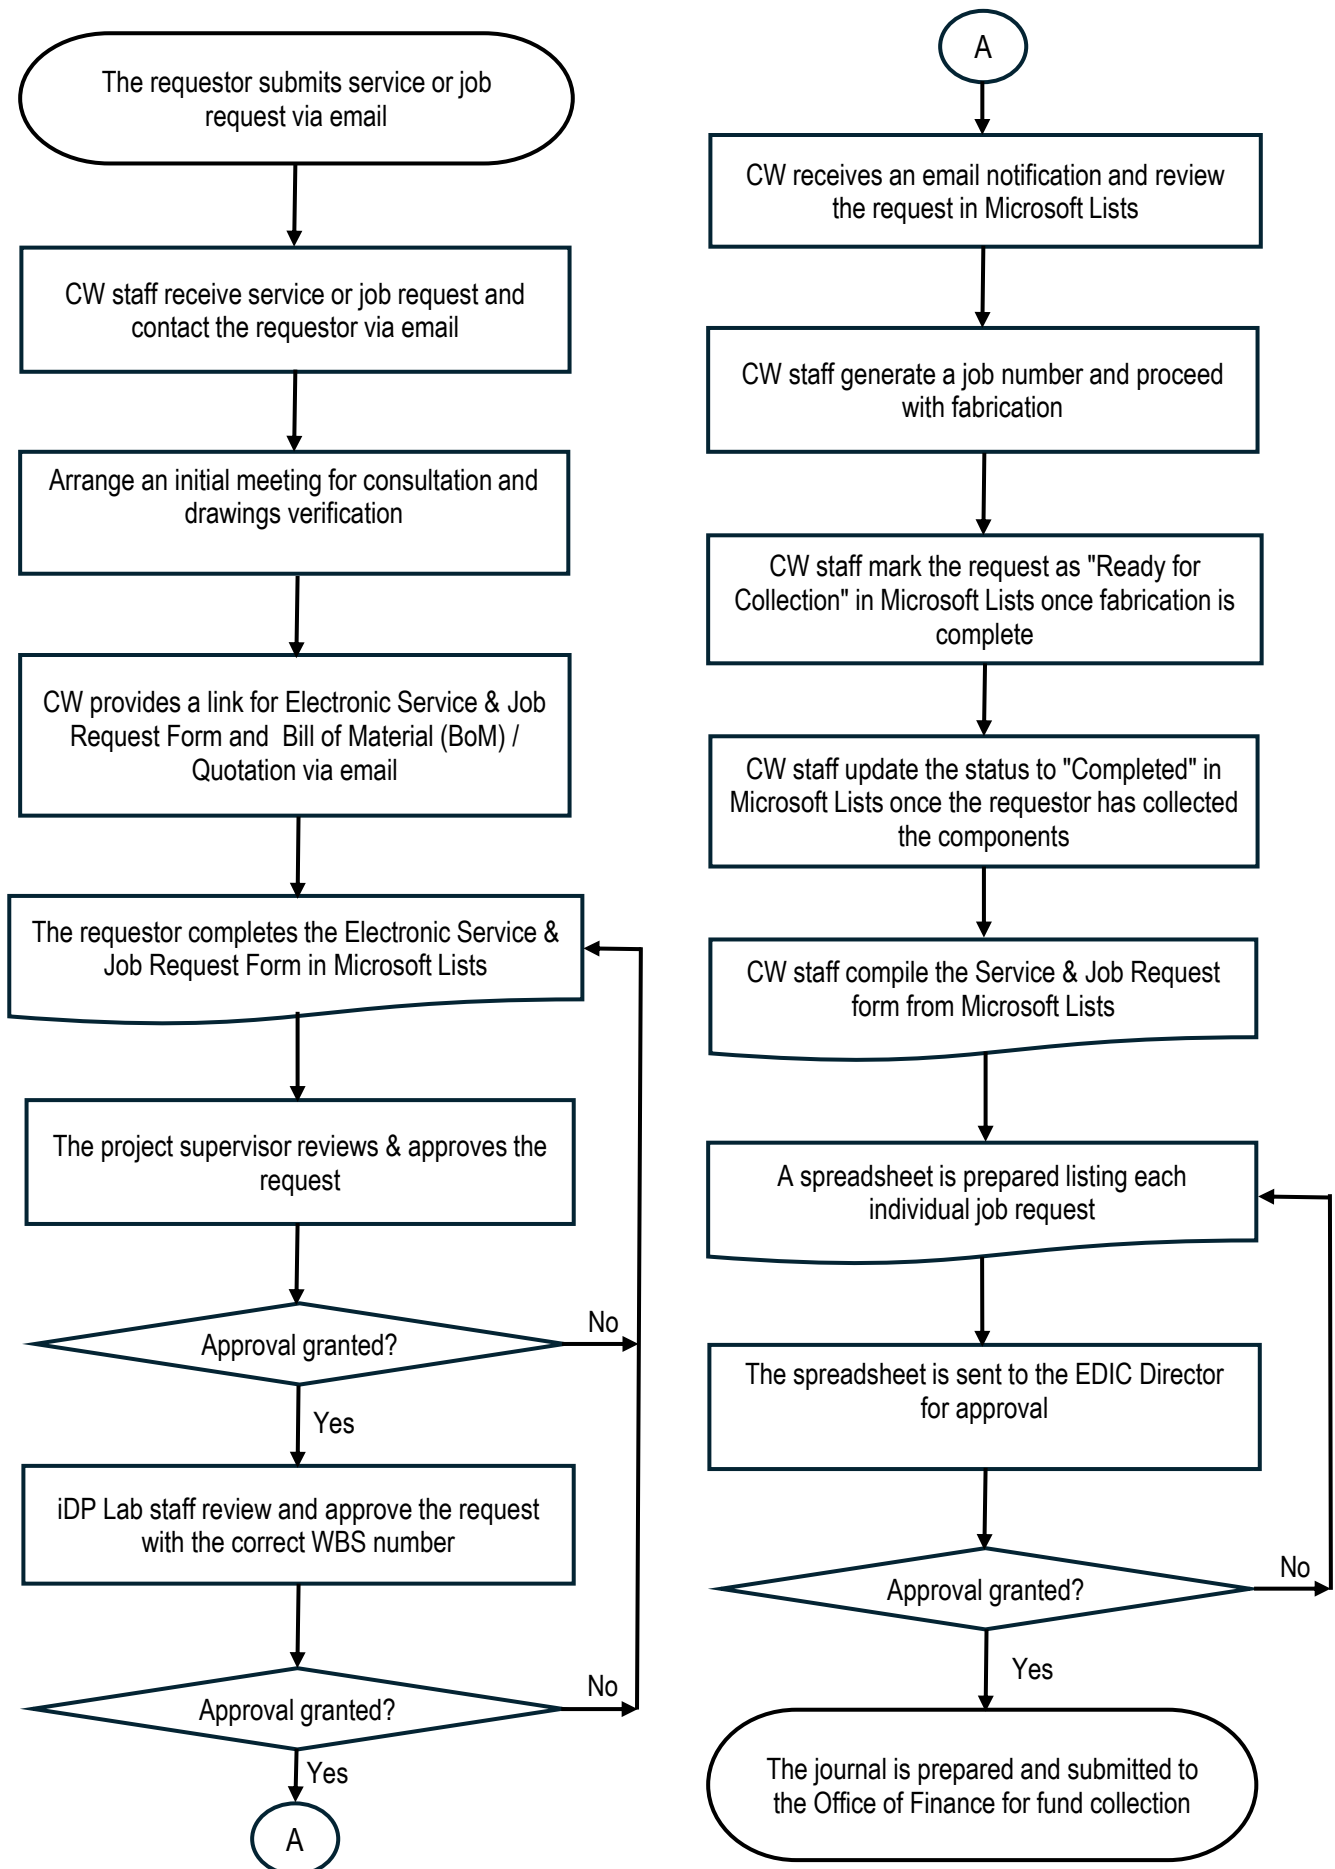 The requestor submits service or job
request via email
CW staff receive service or job request and
contact the requestor via email
Arrange an initial meeting for consultation and
drawings verification
CW provides a link for Electronic Service & Job
Request Form and  Bill of Material (BoM) /
Quotation via email
The requestor completes the Electronic Service &
Job Request Form in Microsoft Lists
The project supervisor reviews & approves the
request
Approval granted?
No
Yes
iDP Lab staff review and approve the request
with the correct WBS number
Approval granted?
No
Yes
A
A
CW receives an email notification and review
the request in Microsoft Lists
CW staff generate a job number and proceed
with fabrication
CW staff mark the request as "Ready for
Collection" in Microsoft Lists once fabrication is
complete
CW staff update the status to "Completed" in
Microsoft Lists once the requestor has collected
the components
CW staff compile the Service & Job Request
form from Microsoft Lists
A spreadsheet is prepared listing each
individual job request
The spreadsheet is sent to the EDIC Director
for approval
Approval granted?
No
Yes
The journal is prepared and submitted to
the Office of Finance for fund collection